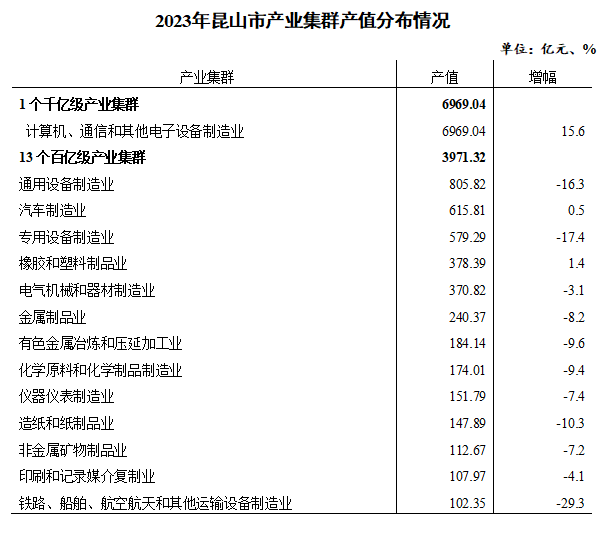 2023年昆山市产业集群产值分布情况
单位：亿元、%
产业集群 产值 增幅
1个千亿级产业集群 6969.04
计算机、通信和其他电子设备制造业 6969.04 15.6
13个百亿级产业集群 3971.32
通用设备制造业 805.82 -16.3
汽车制造业 615.81 0.5
专用设备制造业 579.29 -17.4
橡胶和塑料制品业 378.39 1.4
电气机械和器材制造业 370.82 -3.1
金属制品业 240.37 -8.2
有色金属冶炼和压延加工业 184.14 -9.6
化学原料和化学制品制造业 174.01 -9.4
仪器仪表制造业 151.79 -7.4
造纸和纸制品业 147.89 -10.3
非金属矿物制品业 112.67 -7.2
印刷和记录媒介复制业 107.97 -4.1
铁路、船舶、航空航天和其他运输设备制造业 102.35 -29.3